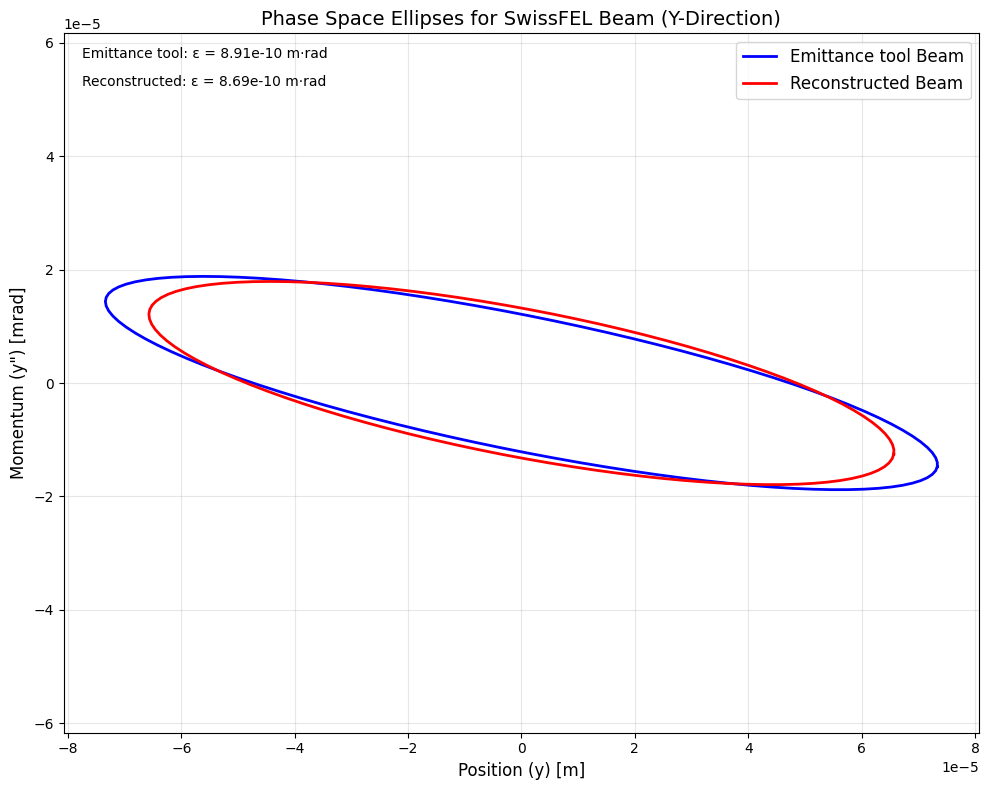 Phase Space Ellipses for SwissFEL Beam (Y-Direction)
1e−5
Emittance tool: ε = 8.91e-10 m·rad
Reconstructed: ε = 8.69e-10 m·rad
Emittance tool Beam
Reconstructed Beam
6
4
2
0
−2
−4
−6
Momentum (y") [mrad]
−8
−6
−4
−2
0
2
4
6
8
Position (y) [m]
1e−5